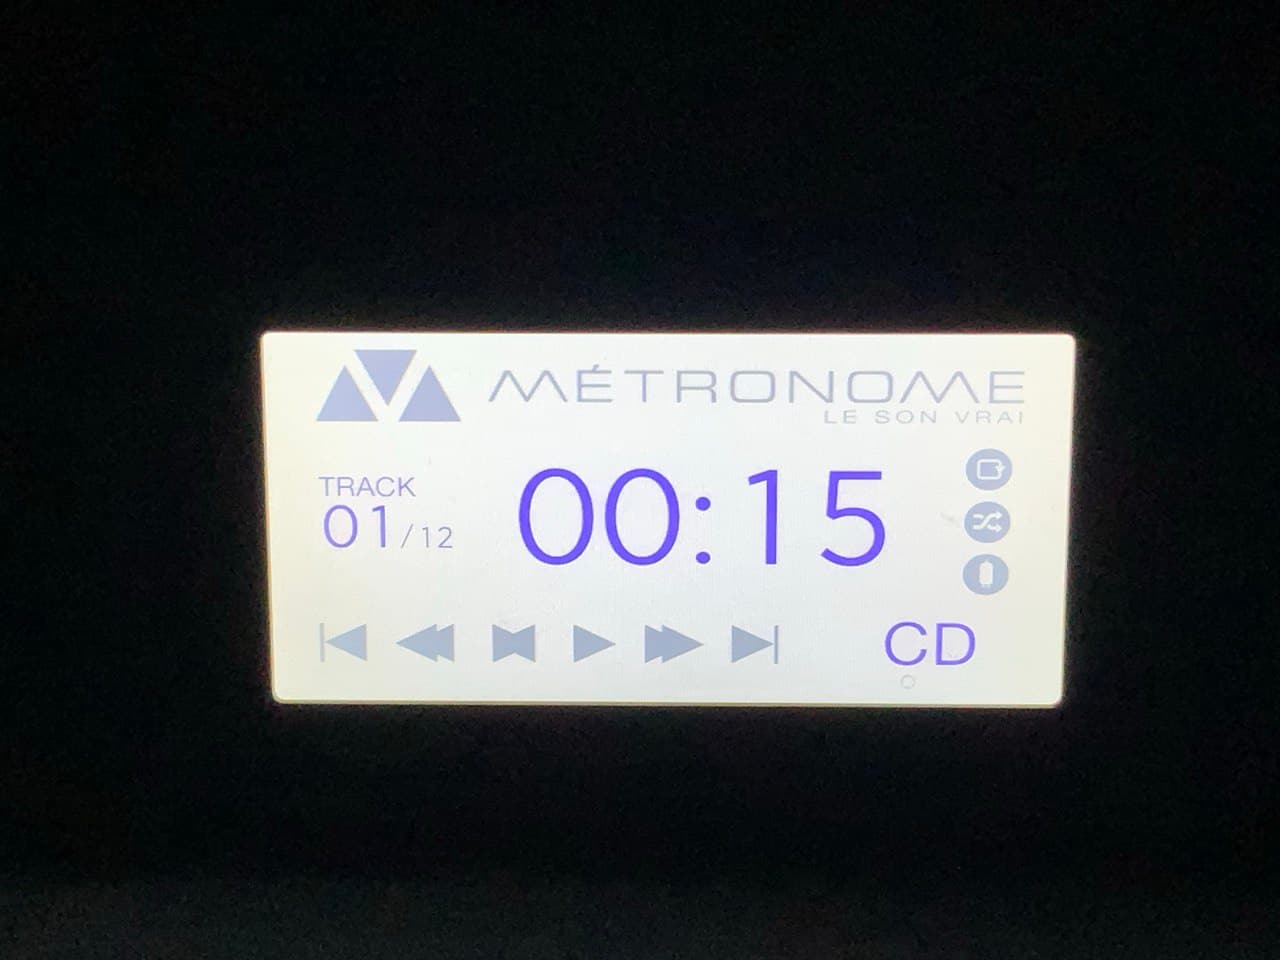 MÉTRONOME
LE SON VRAI
TRACK
01/12
00:15
CD